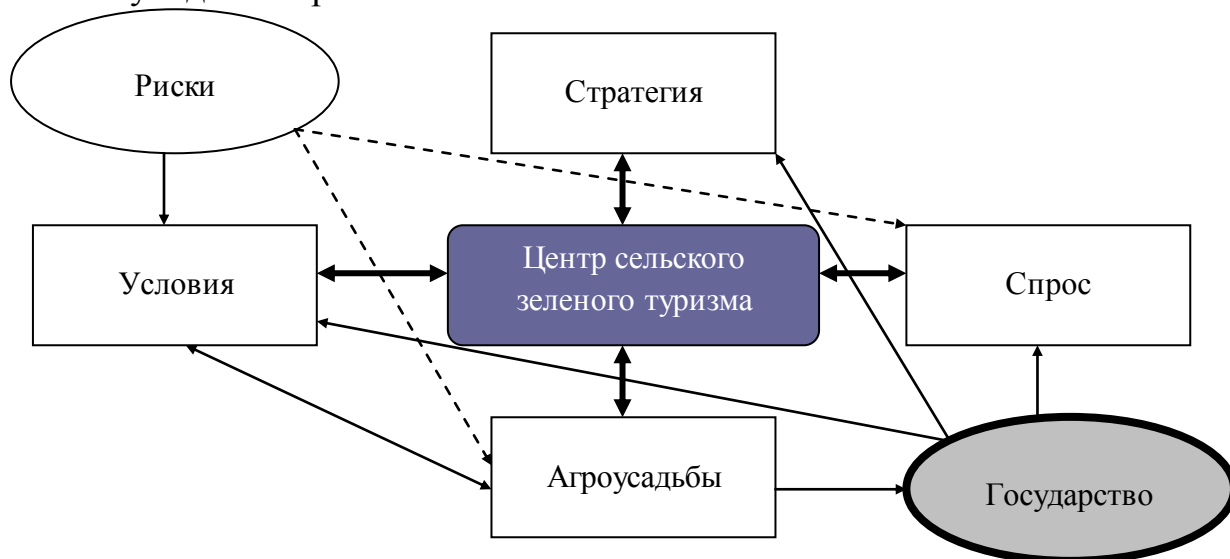 Риски
Стратегия
Условия
Центр сельского
зеленого туризма
Спрос
Агроусадьбы
Государство